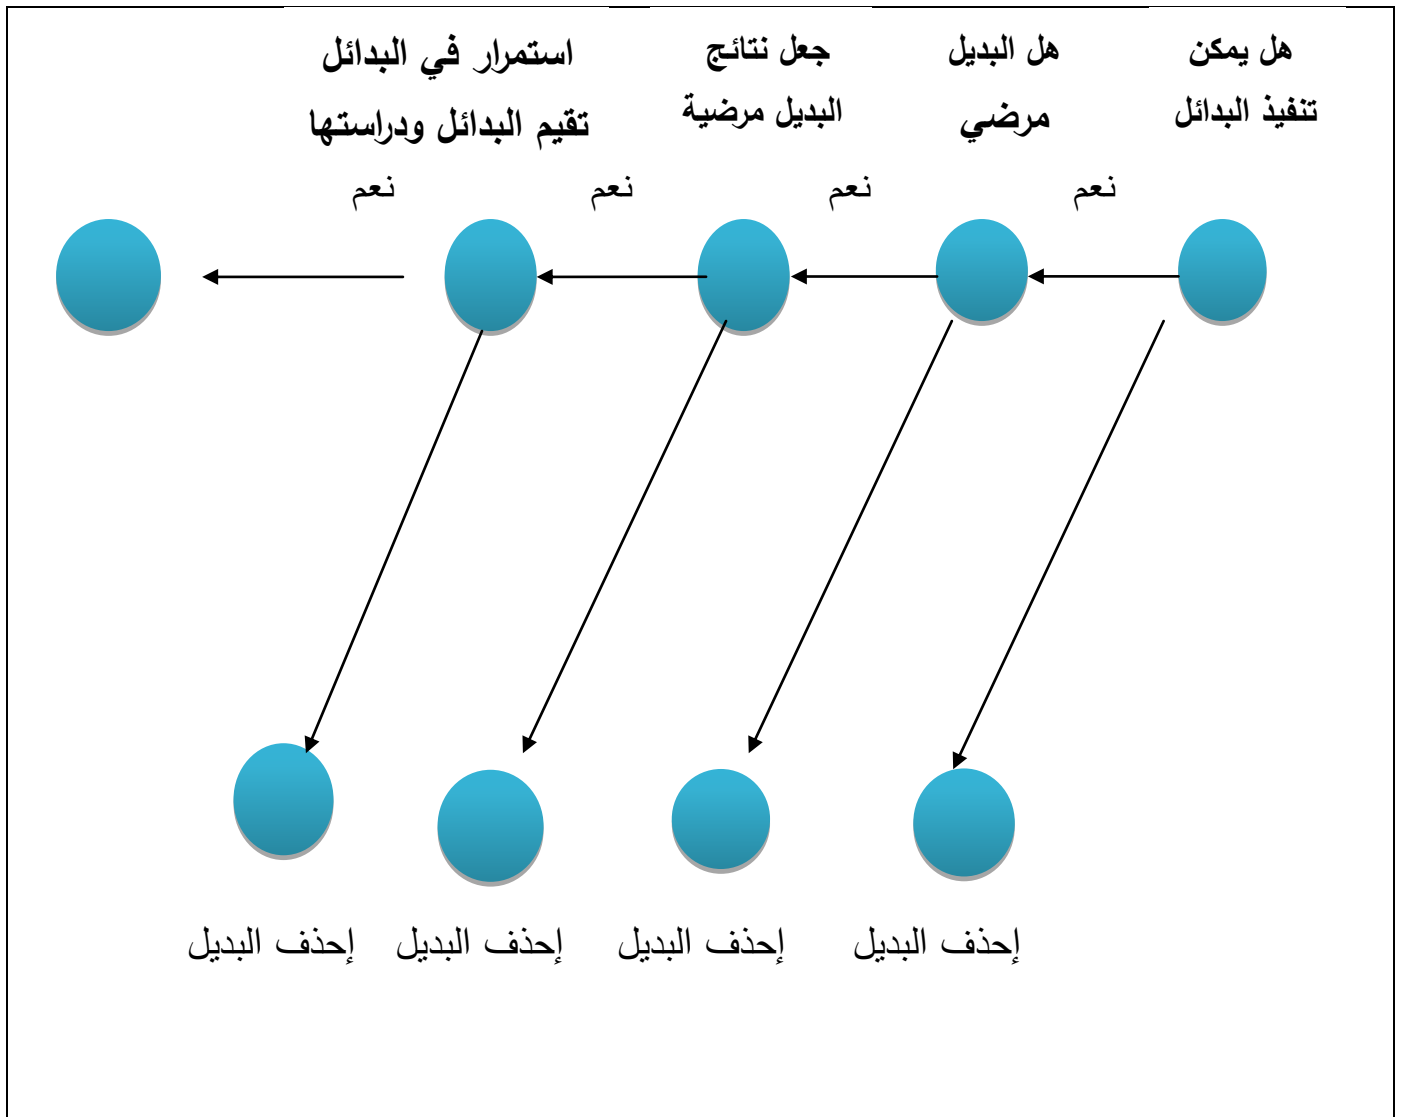 هل يمكن
تنفيذ البدائل
هل البديل
مرضي
جعل نتائج
البديل مرضية
استمرار في البدائل
تقيم البدائل ودراستها
نعم
نعم
نعم
نعم
إحذف البديل
إحذف البديل
إحذف البديل
إحذف البديل